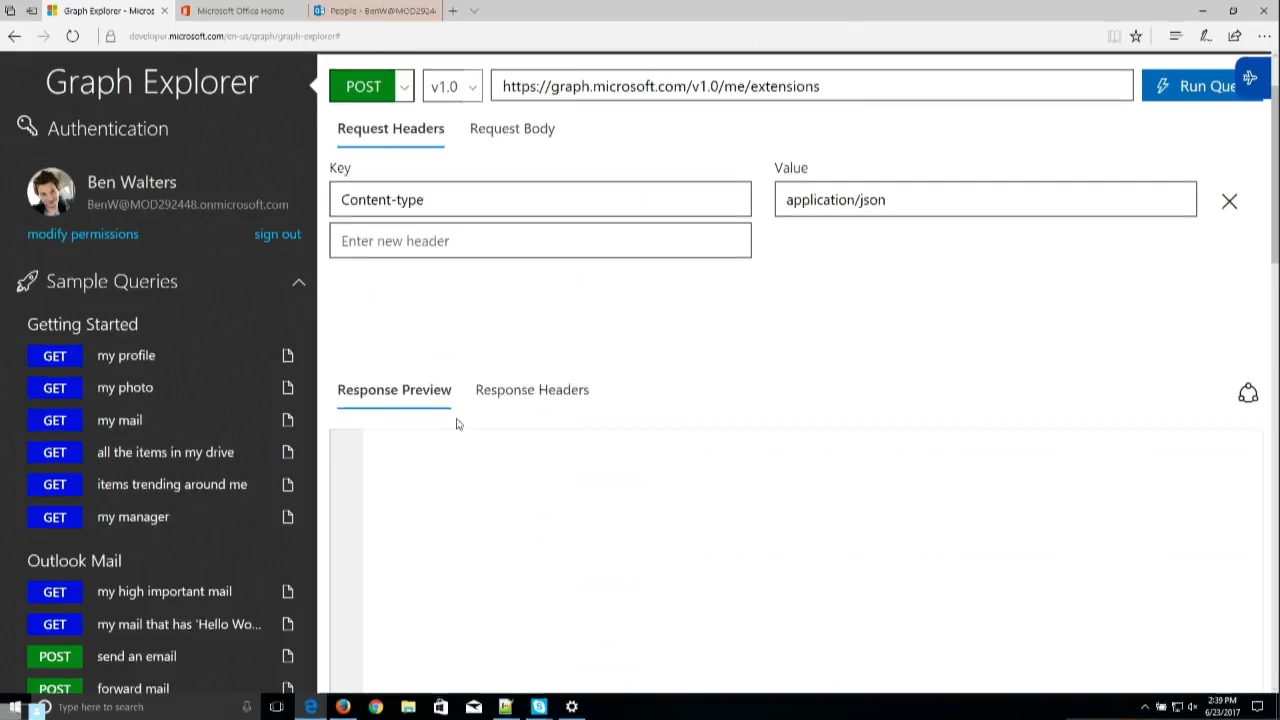 Graph Explorer - Micros
Microsoft Office Home
People - BenW@MOD2924
developer.microsoft.com/en-us/graph/graph-explorer#
Graph Explorer
POST
v1.0
https://graph.microsoft.com/v1.0/me/extensions
Run Que
Authentication
Request Headers
Request Body
Key
Value
Ben Walters
BenW@MOD292448.onmicrosoft.com
Content-type
application/json
modify permissions
sign out
Enter new header
Sample Queries
Getting Started
GET my profile
GET my photo
Response Preview
Response Headers
GET my mail
GET all the items in my drive
GET items trending around me
GET my manager
Outlook Mail
GET my high important mail
GET my mail that has 'Hello Wo...
POST send an email
POST forward mail
Type here to search
2:39 PM
6/23/2017